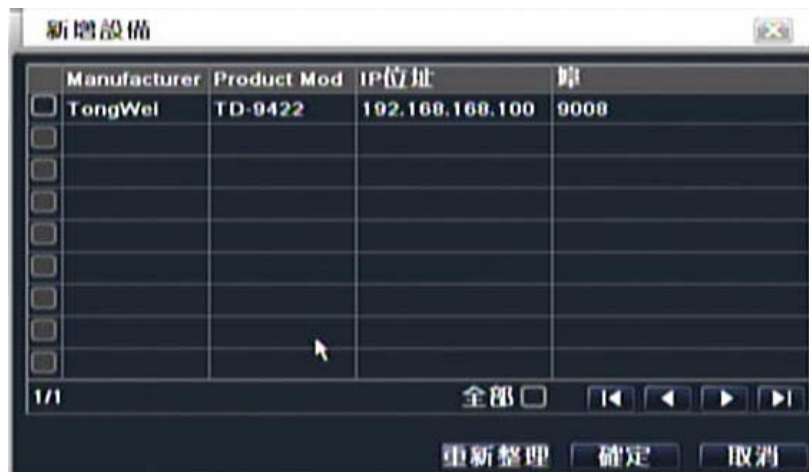 新增設備
Manufacturer Product Mod IP位址 埠
TongWei TD-9422 192.168.168.100 9008
1/1 全部
重新整理 確定 取消